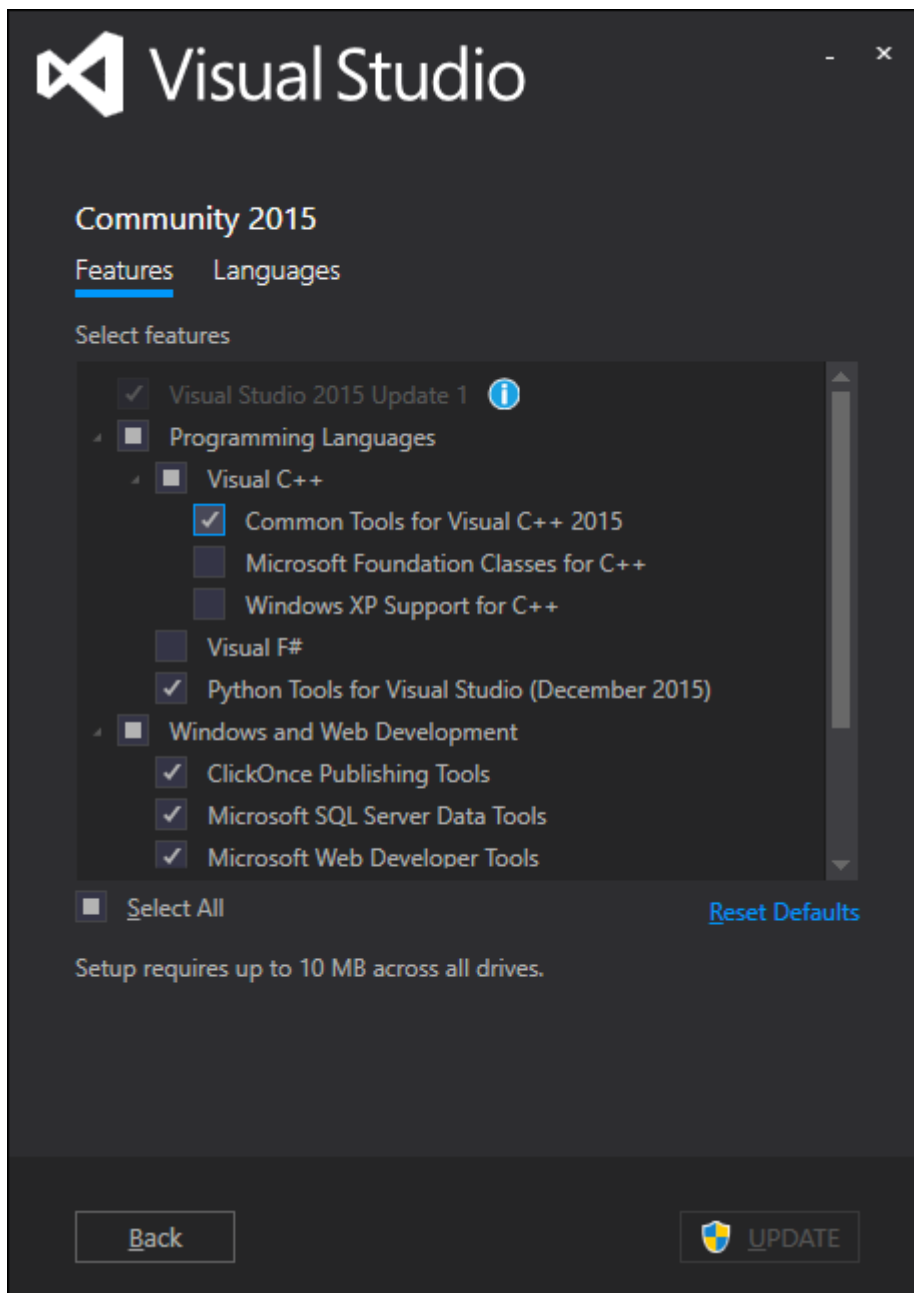 Visual Studio
Community 2015
Features Languages
Select features
Visual Studio 2015 Update 1
Programming Languages
Visual C++
Common Tools for Visual C++ 2015
Microsoft Foundation Classes for C++
Windows XP Support for C++
Visual F#
Python Tools for Visual Studio (December 2015)
Windows and Web Development
ClickOnce Publishing Tools
Microsoft SQL Server Data Tools
Microsoft Web Developer Tools
Select All Reset Defaults
Setup requires up to 10 MB across all drives.
Back UPDATE